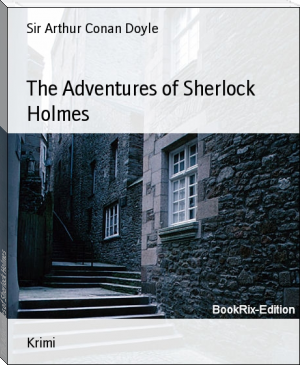 Sir Arthur Conan Doyle
The Adventures of Sherlock
Holmes
BookRix-Edition
Krimi